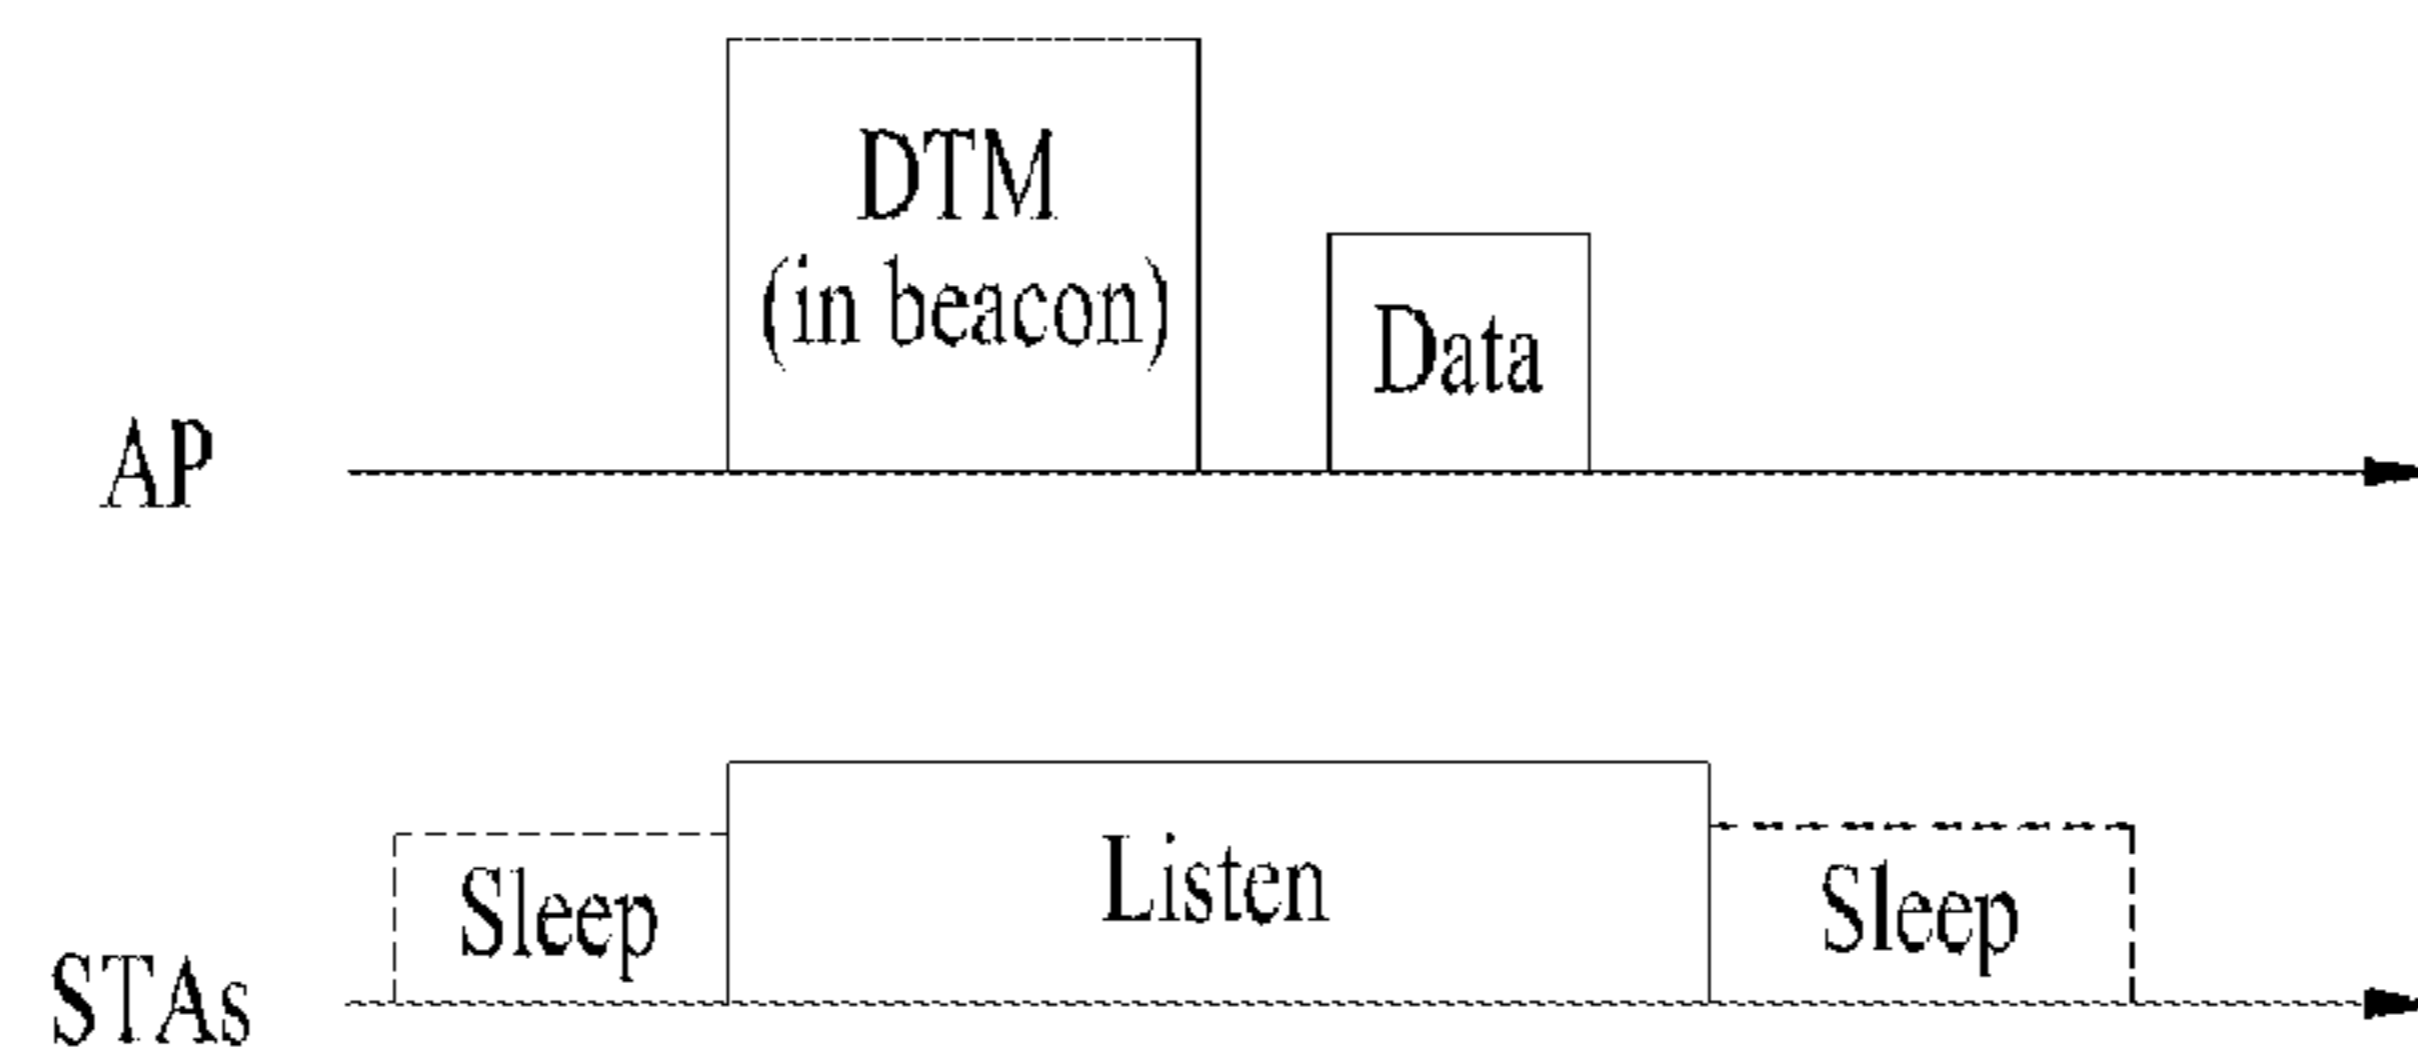 DTM
(in beacon)
Data
AP
Listen
Sleep
Sleep
STAs